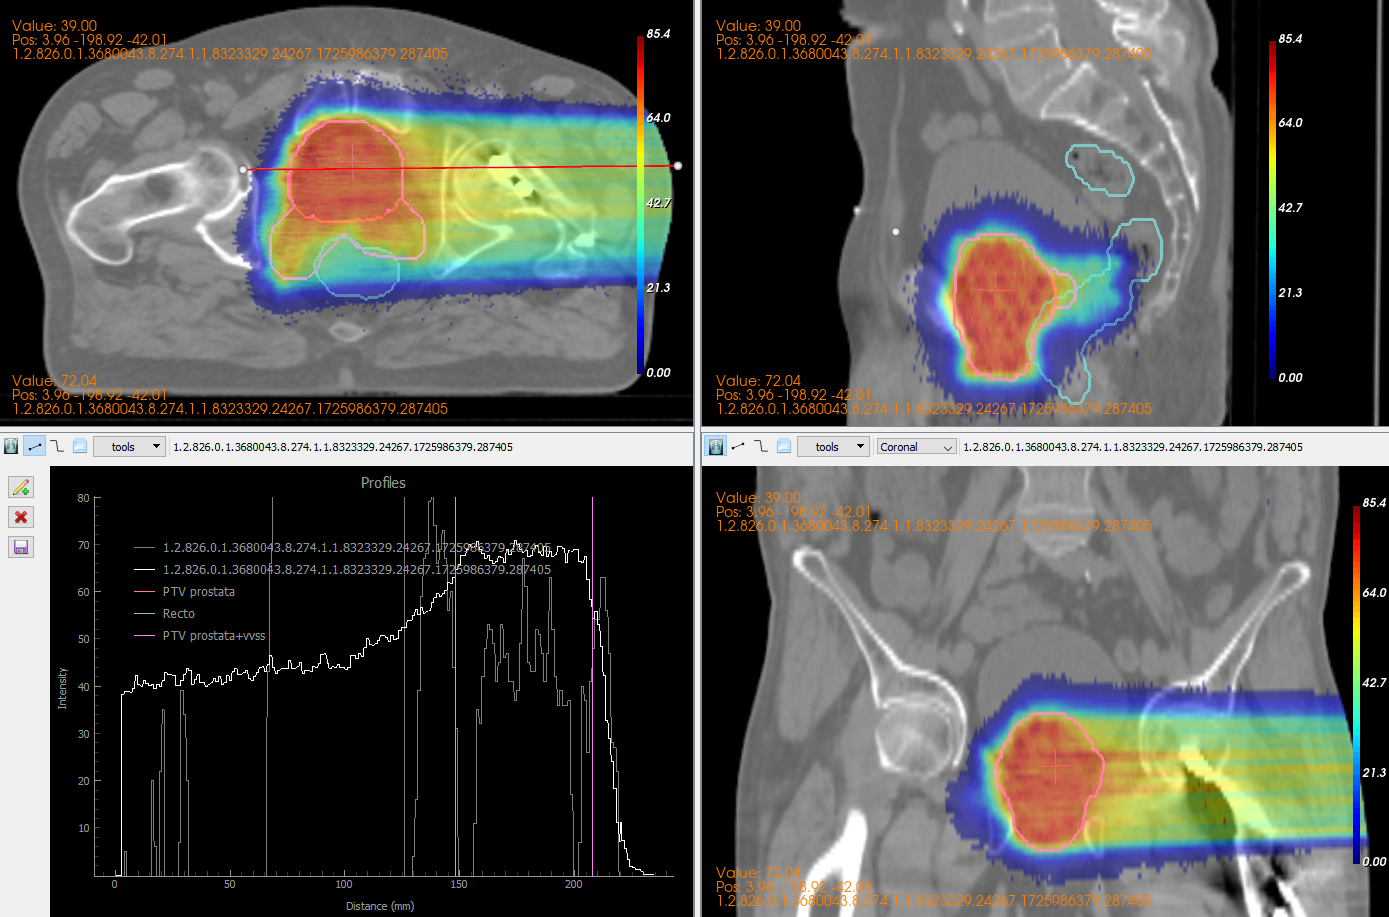 Value: 39.00
Pos: 3.96 -198.92 -42.01
1.2.826.0.1.3680043.8.274.1.1.8323329.24267.1725986379.287405
85.4
64.0
42.7
21.3
0.00
Value: 72.04
Pos: 3.96 -198.92 -42.01
1.2.826.0.1.3680043.8.274.1.1.8323329.24267.1725986379.287405
Value: 39.00
Pos: 3.96 -198.92 -42.01
1.2.826.0.1.3680043.8.274.1.1.8323329.24267.1725986379.287405
85.4
64.0
42.7
21.3
0.00
Value: 72.04
Pos: 3.96 -198.92 -42.01
1.2.826.0.1.3680043.8.274.1.1.8323329.24267.1725986379.287405
tools
1.2.826.0.1.3680043.8.274.1.1.8323329.24267.1725986379.287405
tools
Coronal
1.2.826.0.1.3680043.8.274.1.1.8323329.24267.1725986379.287405
Profiles
80
70
60
50
40
30
20
10
Intensity
1.2.826.0.1.3680043.8.274.1.1.8323329.24267.1725986379.287405
1.2.826.0.1.3680043.8.274.1.1.8323329.24267.1725986379.287405
PTV prostata
Recto
PTV prostata+vvss
0
50
100
150
200
Distance (mm)
Value: 39.00
Pos: 3.96 -198.92 -42.01
1.2.826.0.1.3680043.8.274.1.1.8323329.24267.1725986379.287405
85.4
64.0
42.7
21.3
0.00
Value: 72.04
Pos: 3.96 -198.92 -42.01
1.2.826.0.1.3680043.8.274.1.1.8323329.24267.1725986379.287405